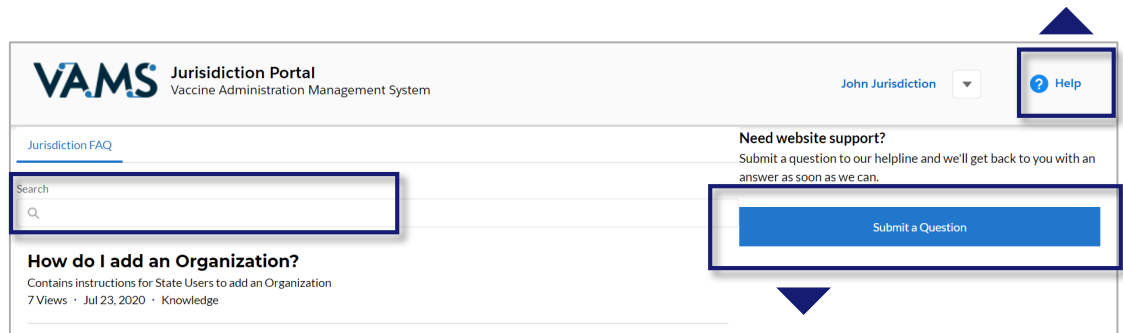 VAMS
Jurisidiction Portal
Vaccine Administration Management System
John Jurisdiction
? Help
Jurisdiction FAQ
Search
How do I add an Organization?
Contains instructions for State Users to add an Organization
7 Views · Jul 23, 2020 · Knowledge
Need website support?
Submit a question to our helpline and we'll get back to you with an
answer as soon as we can.
Submit a Question